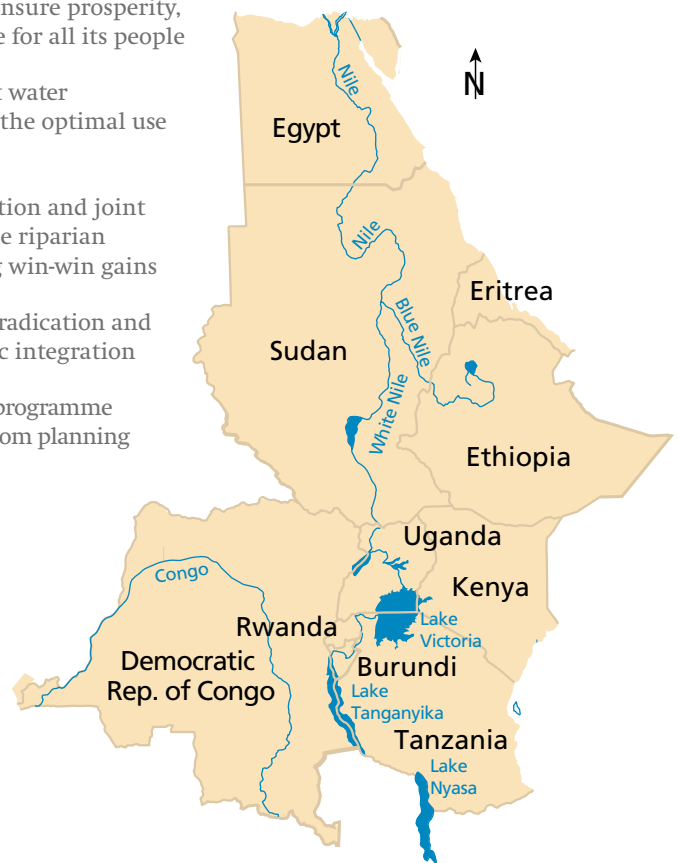 nsure prosperity,
e for all its people
t water
the optimal use
tion and joint
e riparian
g win-win gains
radication and
c integration
programme
om planning
N
Nile
Egypt
Nile
Eritrea
Blue Nile
Sudan
White Nile
Ethiopia
Uganda
Congo
Kenya
Rwanda
Lake
Victoria
Democratic
Rep. of Congo
Burundi
Lake
Tanganyika
Tanzania
Lake
Nyasa